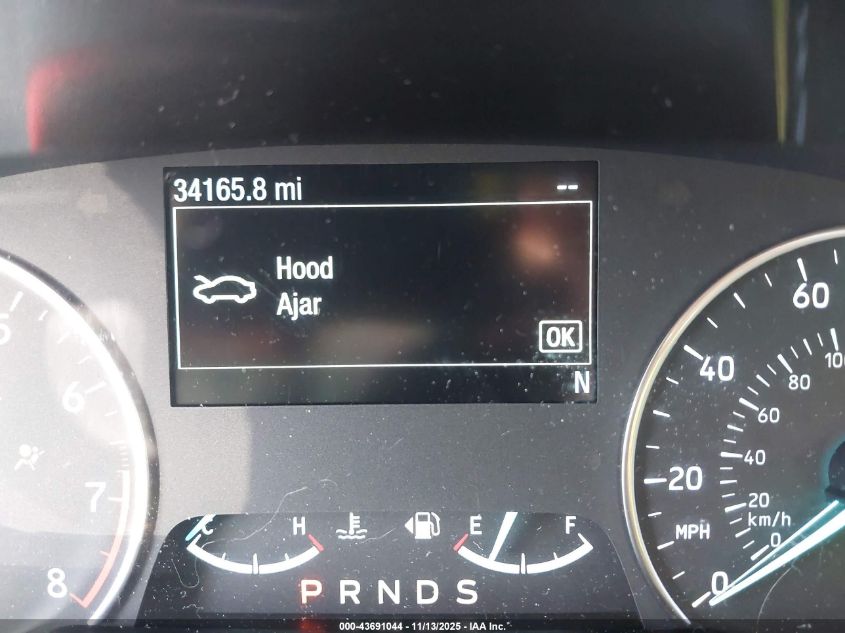 34165.8 mi --
Hood
Ajar
OK
N
5
6
7
8
C H
E F
P R N D S
60
40
20
0
MPH
100
80
60
40
20
0
km/h
000-43691044 - 11/13/2025 - IAA Inc.